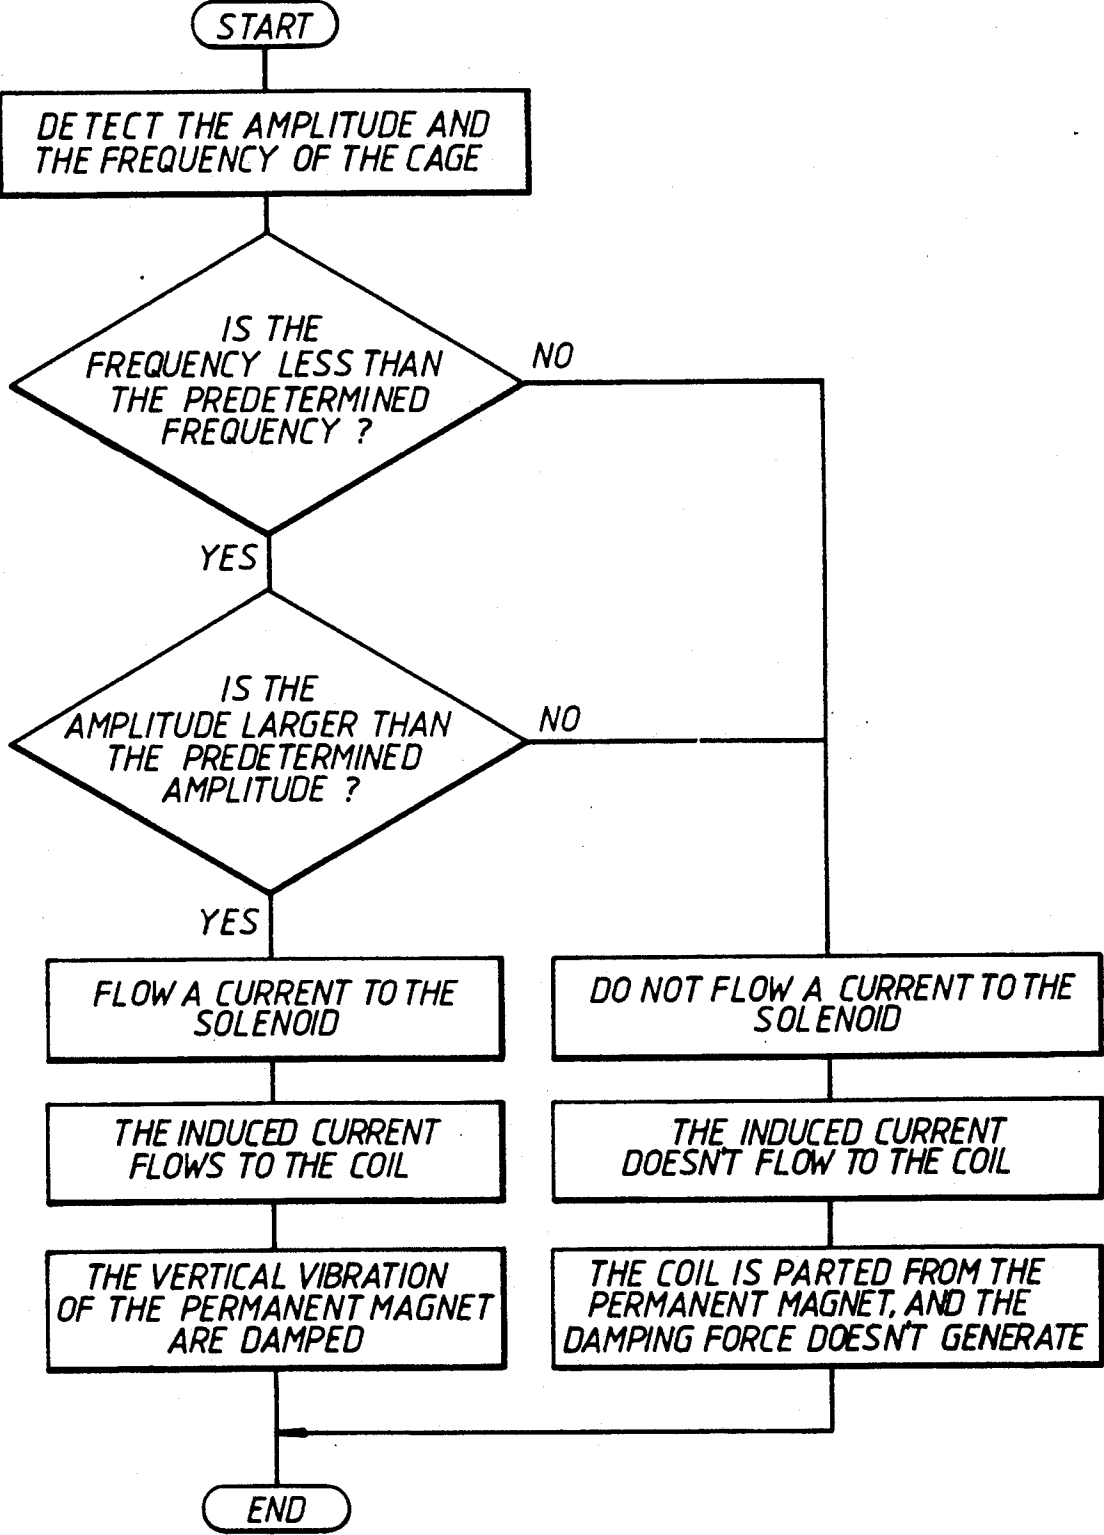 START
DETECT THE AMPLITUDE AND
THE FREQUENCY OF THE CAGE
IS THE
FREQUENCY LESS THAN
THE PREDETERMINED
FREQUENCY ?
NO
YES
IS THE
AMPLITUDE LARGER THAN
THE PREDETERMINED
AMPLITUDE ?
NO
YES
FLOW A CURRENT TO THE
SOLENOID
DO NOT FLOW A CURRENT TO THE
SOLENOID
THE INDUCED CURRENT
FLOWS TO THE COIL
THE INDUCED CURRENT
DOESN'T FLOW TO THE COIL
THE VERTICAL VIBRATION
OF THE PERMANENT MAGNET
ARE DAMPED
THE COIL IS PARTED FROM THE
PERMANENT MAGNET, AND THE
DAMPING FORCE DOESN'T GENERATE
END